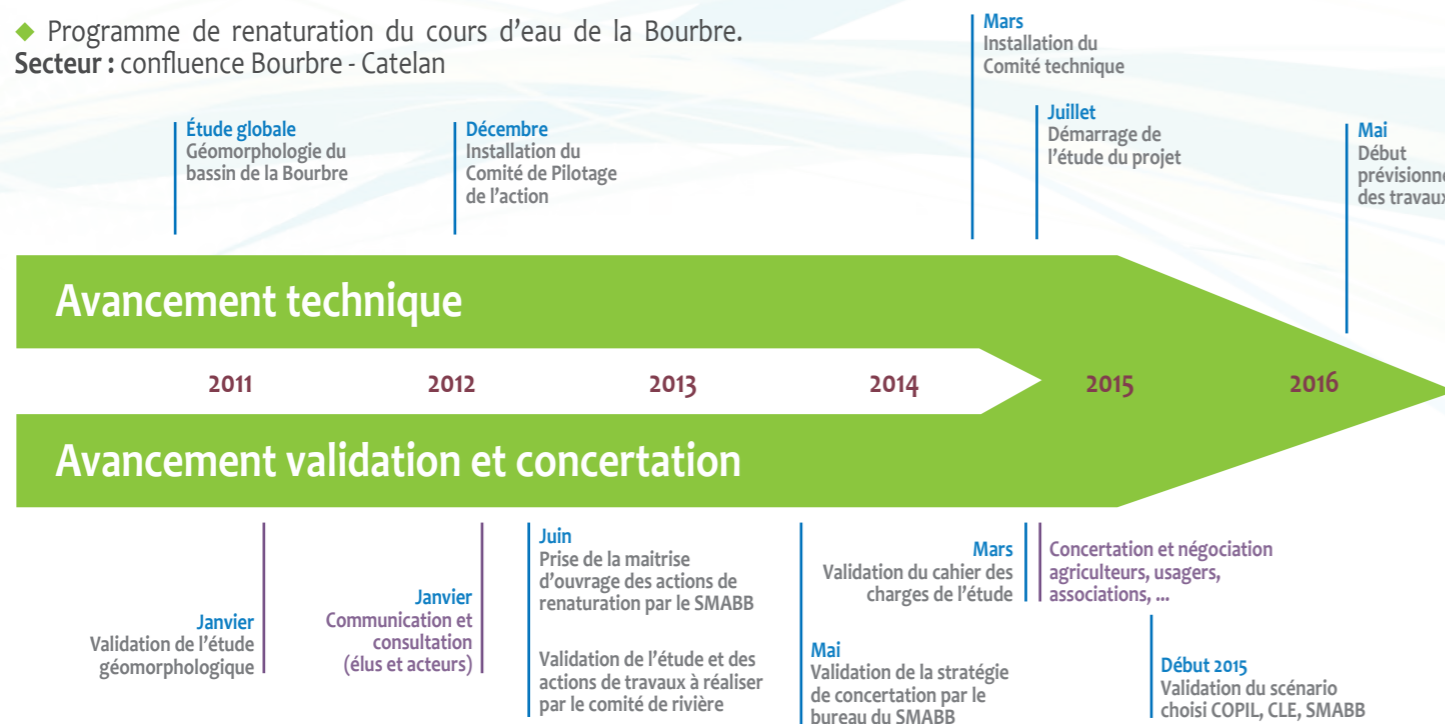 ◆ Programme de renaturation du cours d'eau de la Bourbre.
Secteur : confluence Bourbre - Catelan
Étude globale
Géomorphologie du
bassin de la Bourbre
Décembre
Installation du
Comité de Pilotage
de l'action
Mars
Installation du
Comité technique
Juillet
Démarrage de
l'étude du projet
Mai
Début
prévisionne
des travaux
Avancement technique
2011 2012 2013 2014 2015 2016
Avancement validation et concertation
Janvier
Validation de l'étude
géomorphologique
Janvier
Communication et
consultation
(élus et acteurs)
Juin
Prise de la maitrise
d'ouvrage des actions de
renaturation par le SMABB
Validation de l'étude et des
actions de travaux à réaliser
par le comité de rivière
Mai
Validation de la stratégie
de concertation par le
bureau du SMABB
Mars
Validation du cahier des
charges de l'étude
Concertation et négociation
agriculteurs, usagers,
associations, ...
Début 2015
Validation du scénario
choisi COPIL, CLE, SMABB